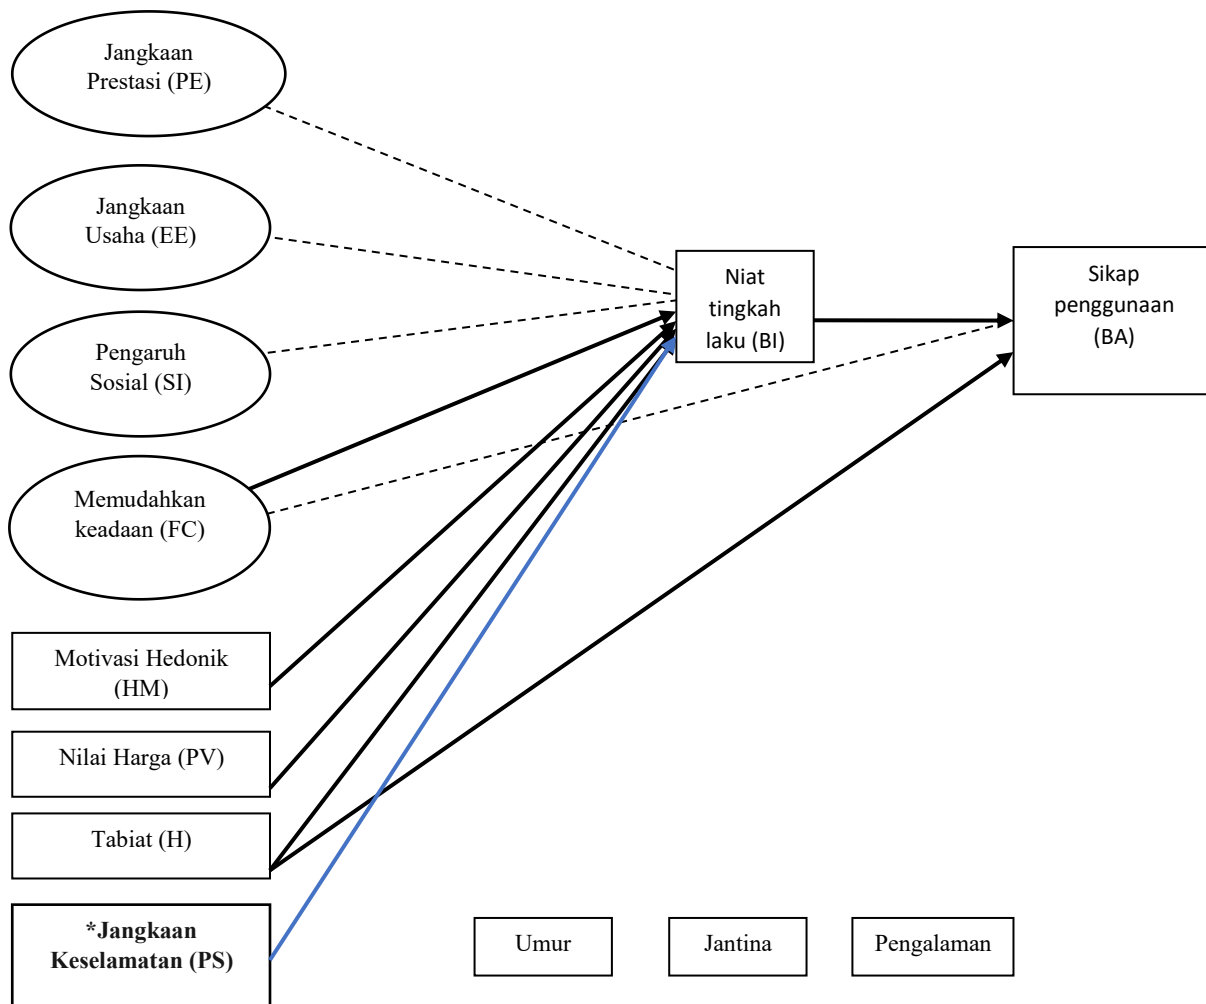 Jangkaan
Prestasi (PE)
Jangkaan
Usaha (EE)
Pengaruh
Sosial (SI)
Memudahkan
keadaan (FC)
Motivasi Hedonik
(HM)
Nilai Harga (PV)
Tabiat (H)
*Jangkaan
Keselamatan (PS)
Niat
tingkah
laku (BI)
Sikap
penggunaan
(BA)
Umur
Jantina
Pengalaman